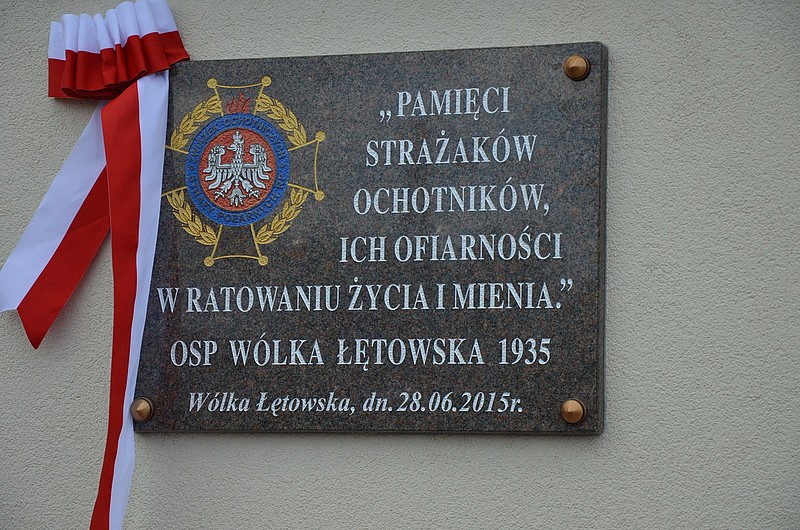 „PAMIĘCI
STRAŻAKÓW
OCHOTNIKÓW,
ICH OFIARNOŚCI
W RATOWANIU ŻYCIA I MIENIA."
OSP WÓLKA ŁĘTOWSKA 1935
Wólka Łętowska, dn. 28.06.2015r.